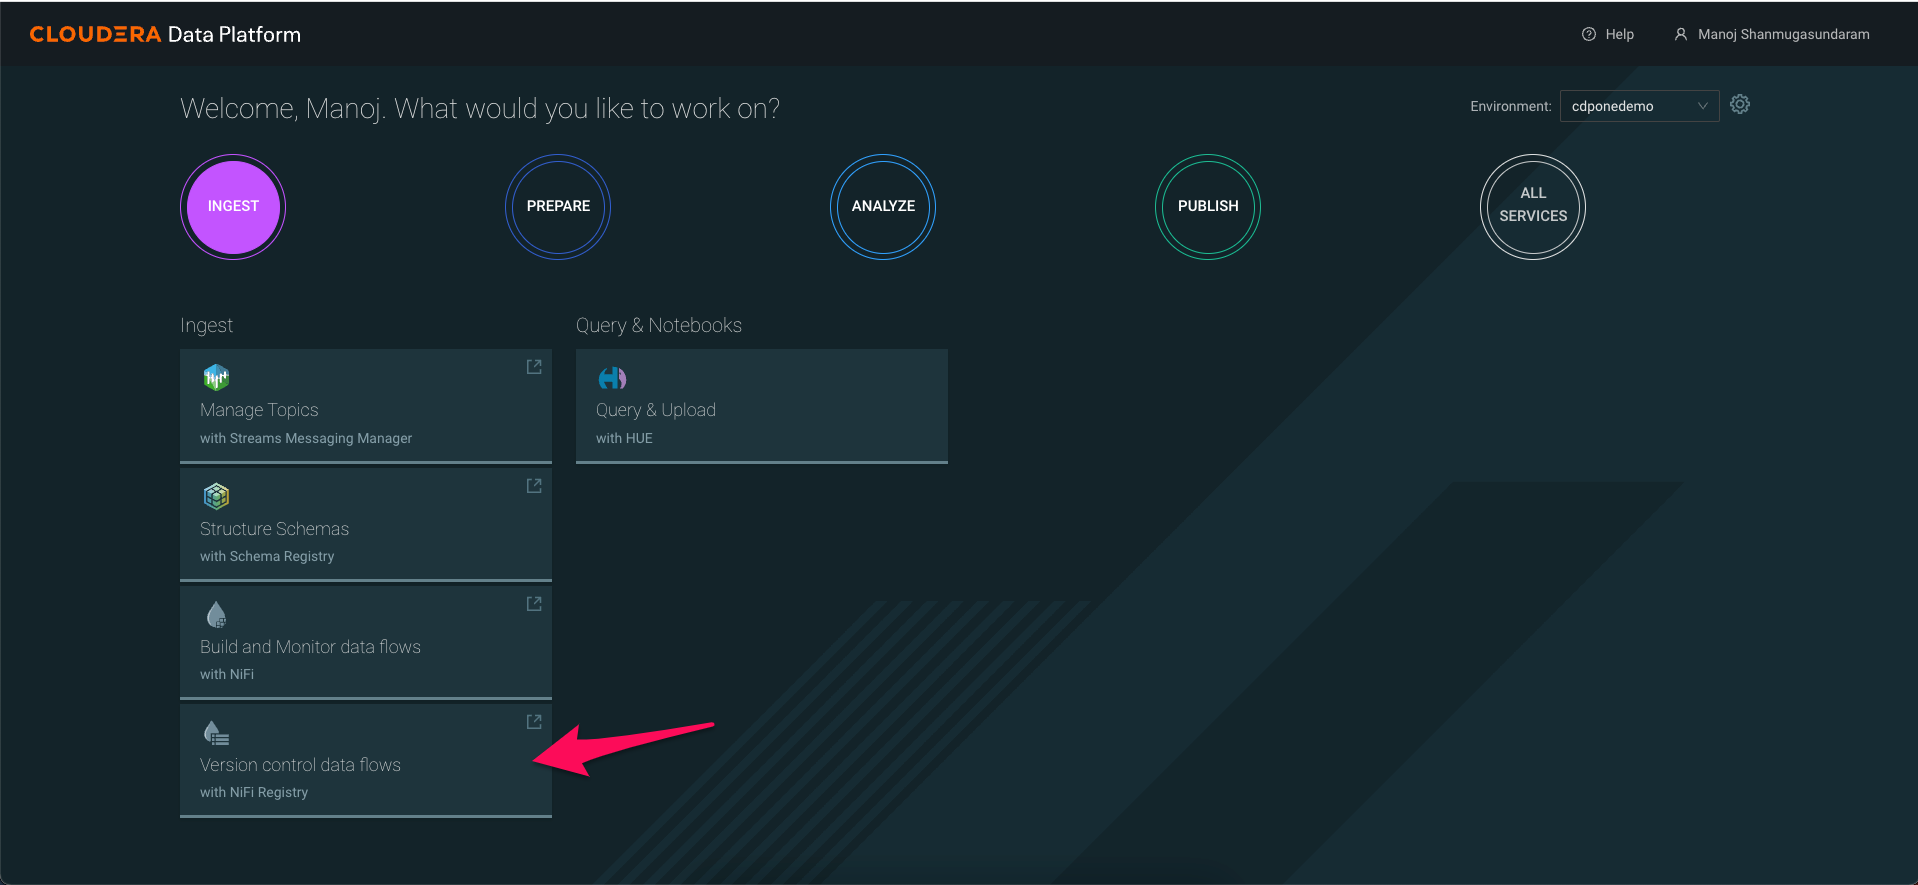 CLOUDERA Data Platform
Help
Manoj Shanmugasundaram
Welcome, Manoj. What would you like to work on?
Environment:
cdponedemo
INGEST
PREPARE
ANALYZE
PUBLISH
ALL
SERVICES
Ingest
Manage Topics
with Streams Messaging Manager
Structure Schemas
with Schema Registry
Build and Monitor data flows
with NiFi
Version control data flows
with NiFi Registry
Query & Notebooks
Query & Upload
with HUE